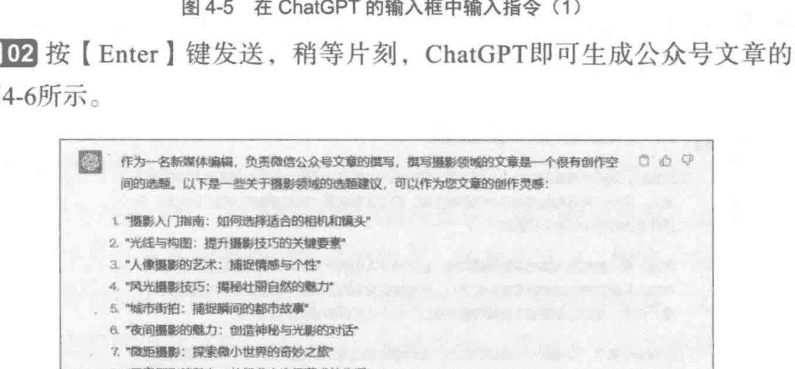 图 4-5 在 ChatGPT 的输入框中输入指令（1）
02 按【Enter】键发送，稍等片刻，ChatGPT即可生成公众号文章的
4-6所示。
作为一名新媒体编辑，负责微信公众号文章的撰写，撰写摄影领域的文章是一个很有创作空
间的选题。以下是一些关于摄影领域的选题建议，可以作为您文章的创作灵感：
1. "摄影入门指南：如何选择适合的相机和镜头"
2. "光线与构图：提升摄影技巧的关键要素"
3. "人像摄影的艺术：捕捉情感与个性"
4. "风光摄影技巧：揭秘壮丽自然的魅力"
5. "城市街拍：捕捉瞬间的都市故事"
6. "夜间摄影的魅力：创造神秘与光影的对话"
7. "微距摄影：探索微小世界的奇妙之旅"